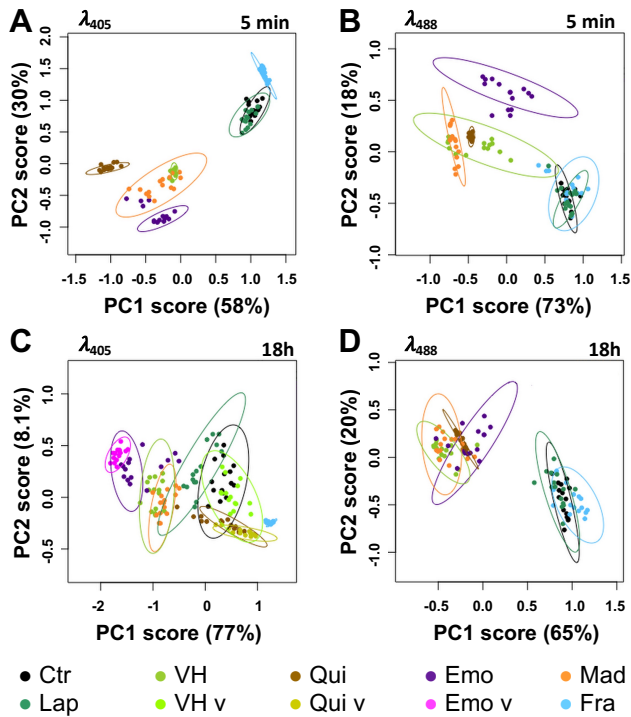 A λ405 5 min
PC2 score (30%)
2.0
1.5
1.0
0.5
0.0
-0.5
-1.0
-1.5 -1.0 -0.5 0.0 0.5 1.0 1.5
PC1 score (58%)
B λ488 5 min
PC2 score (18%)
1.0
0.5
0.0
-0.5
-1.0
-1.0 -0.5 0.0 0.5 1.0 1.5
PC1 score (73%)
C λ405 18h
PC2 score (8.1%)
1.0
0.5
0.0
-0.5
-2 -1 0 1
PC1 score (77%)
D λ488 18h
PC2 score (20%)
1.0
0.5
0.0
-0.5
-1.0
-0.5 0.0 0.5 1.0 1.5
PC1 score (65%)
Ctr VH Qui Emo Mad
Lap VH v Qui v Emo v Fra